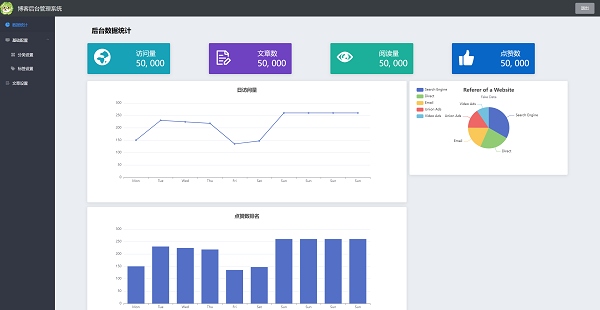 博客后台管理系统
退出
数据统计
基础配置
分类设置
标签设置
文章设置
后台数据统计
访问量
50, 000
文章数
50, 000
阅读量
50, 000
点赞数
50, 000
日访问量
300
250
200
150
100
50
0
Mon Tue Wed Thu Fri Sat Sun Sun Sun Sun
Referer of a Website
Fake Data
Search Engine
Direct
Email
Union Ads
Video Ads
Video Ads
Union Ads
Search Engine
Email
Direct
点赞数排名
300
250
200
150
100
50
0
Mon Tue Wed Thu Fri Sat Sun Sun Sun Sun